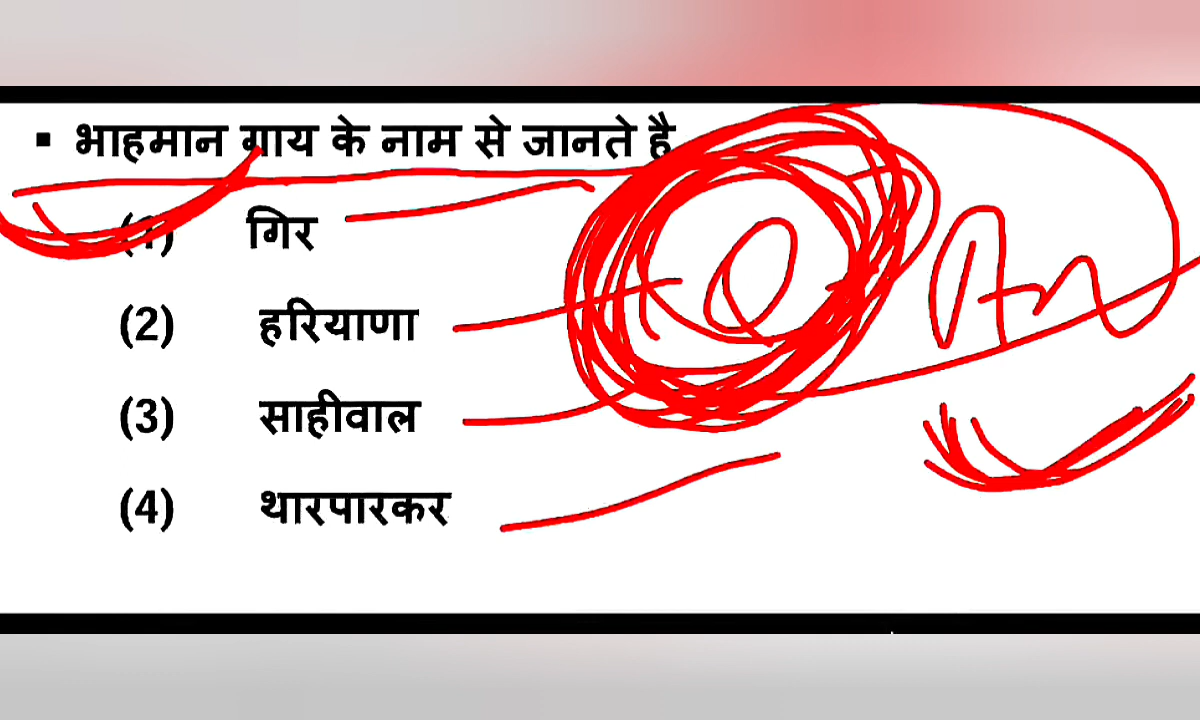 ▪ भाहमान गाय के नाम से जानते है
(1) गिर
(2) हरियाणा
(3) साहीवाल
(4) थारपारकर